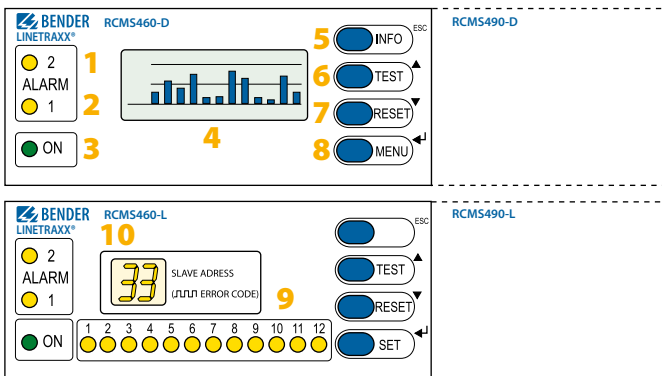 BENDER RCMS460-D
LINETRAXX®
RCMS490-D
2
ALARM
1
ON
1
2
3
4
5
6
7
8
INFO
ESC
TEST
RESET
MENU
BENDER RCMS460-L
LINETRAXX®
RCMS490-L
10
2
ALARM
1
ON
33
SLAVE ADRESS
( ERROR CODE)
9
1 2 3 4 5 6 7 8 9 10 11 12
ESC
TEST
RESET
SET